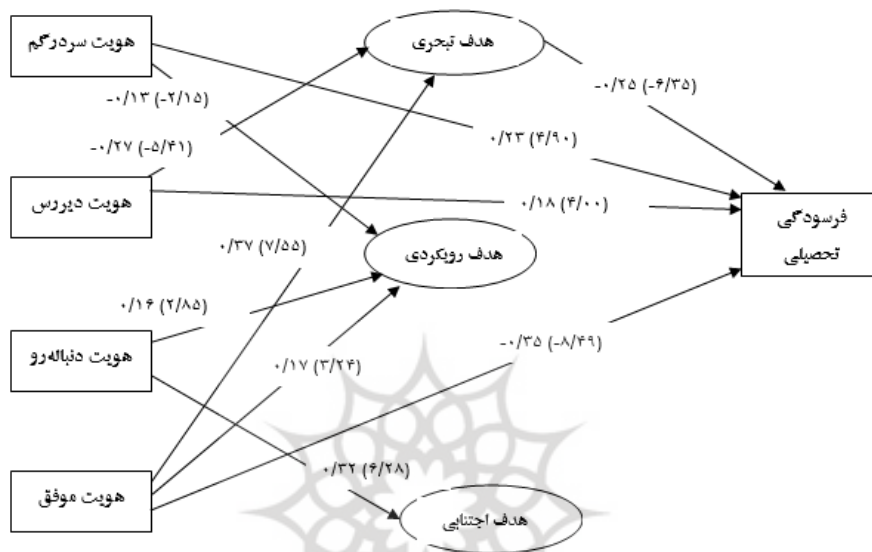 هویت سردرگم
هدف تبحری
-۰/۲۵ (-۶/۳۵)
-۰/۱۳ (-۲/۱۵)
۰/۲۳ (۴/۹۰)
-۰/۲۷ (-۵/۴۱)
هویت دیررس
۰/۱۸ (۴/۰۰)
فرسودگی
تحصیلی
۰/۳۷ (۷/۵۵)
هدف رویکردی
۰/۱۶ (۲/۸۵)
هویت دنباله‌رو
۰/۱۷ (۳/۲۴)
-۰/۳۵ (-۸/۴۹)
۰/۳۲ (۶/۲۸)
هویت موفق
هدف اجتنابی